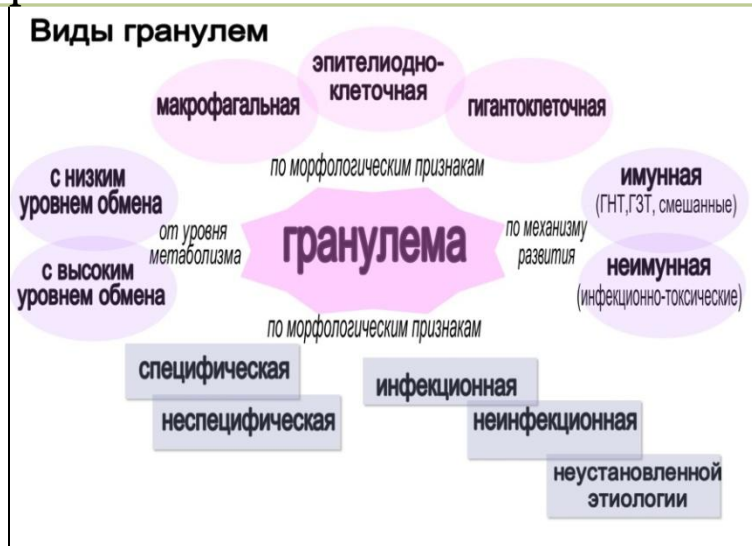 Виды гранулем
эпителиодно-
клеточная
макрофагальная
гигантоклеточная
по морфологическим признакам
с низким
уровнем обмена
с высоким
уровнем обмена
от уровня
метаболизма
гранулема
по механизму
развития
имунная
(ГНТ,ГЗТ, смешанные)
неимунная
(инфекционно-токсические)
по морфологическим признакам
специфическая
неспецифическая
инфекционная
неинфекционная
неустановленной
этиологии